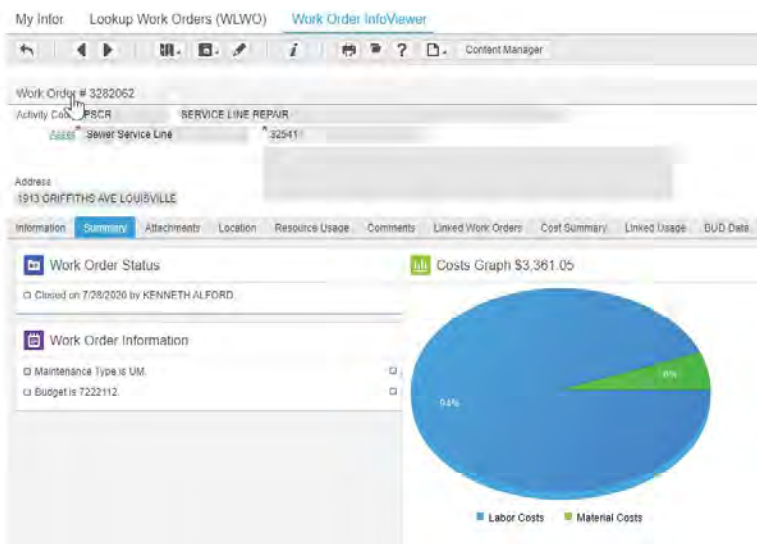 My Infor Lookup Work Orders (WLWO) Work Order InfoViewer
i ? Content Manager
Work Order # 3282062
Activity PSCR SERVICE LINE REPAIR
Asset Sewer Service Line 32541
Address
1913 GRIFFITHS AVE LOUISVILLE
Information Summary Attachments Location Resource Usage Comments Linked Work Orders Cost Summary Linked Usage BUD Data
Work Order Status
Costs Graph $3,361.05
Closed on 7/28/2020 by KENNETH ALFORD.
Work Order Information
Maintenance Type is UM.
Budget is 7222112.
6%
94%
Labor Costs Material Costs